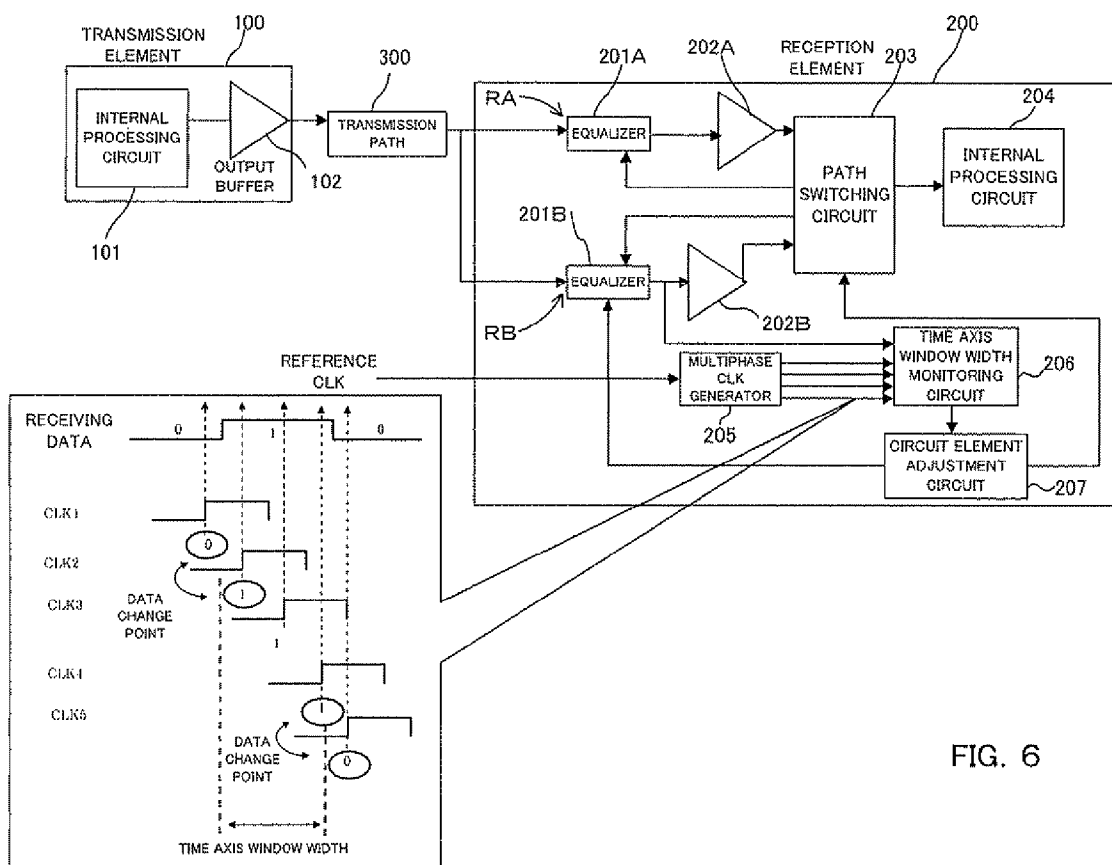 TRANSMISSION
ELEMENT
100
INTERNAL
PROCESSING
CIRCUIT
101
OUTPUT
BUFFER
102
300
TRANSMISSION
PATH
RECEPTION
ELEMENT
200
RA
201A
EQUALIZER
202A
203
PATH
SWITCHING
CIRCUIT
204
INTERNAL
PROCESSING
CIRCUIT
201B
EQUALIZER
RB
202B
REFERENCE
CLK
MULTIPHASE
CLK
GENERATOR
205
TIME AXIS
WINDOW WIDTH
MONITORING
CIRCUIT
206
CIRCUIT ELEMENT
ADJUSTMENT
CIRCUIT
207
RECEIVING
DATA
0
1
0
CLK1
0
CLK2
DATA
CHANGE
POINT
1
CLK3
1
CLK4
CLK5
1
DATA
CHANGE
POINT
0
TIME AXIS WINDOW WIDTH
FIG. 6